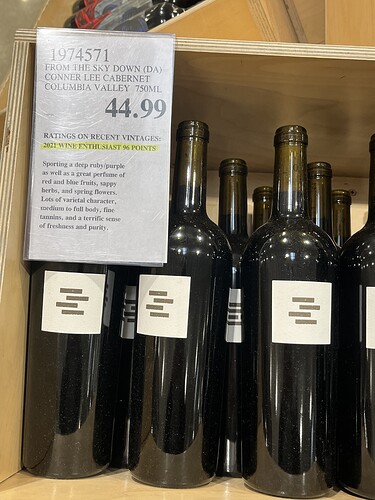 1974571
FROM THE SKY DOWN (DA)
CONNER LEE CABERNET
COLUMBIA VALLEY 750ML
44.99
RATINGS ON RECENT VINTAGES:
2021 WINE ENTHUSIAST 96 POINTS
Sporting a deep ruby/purple
as well as a great perfume of
red and blue fruits, sappy
herbs, and spring flowers.
Lots of varietal character,
medium to full body, fine
tannins, and a terrific sense
of freshness and purity.